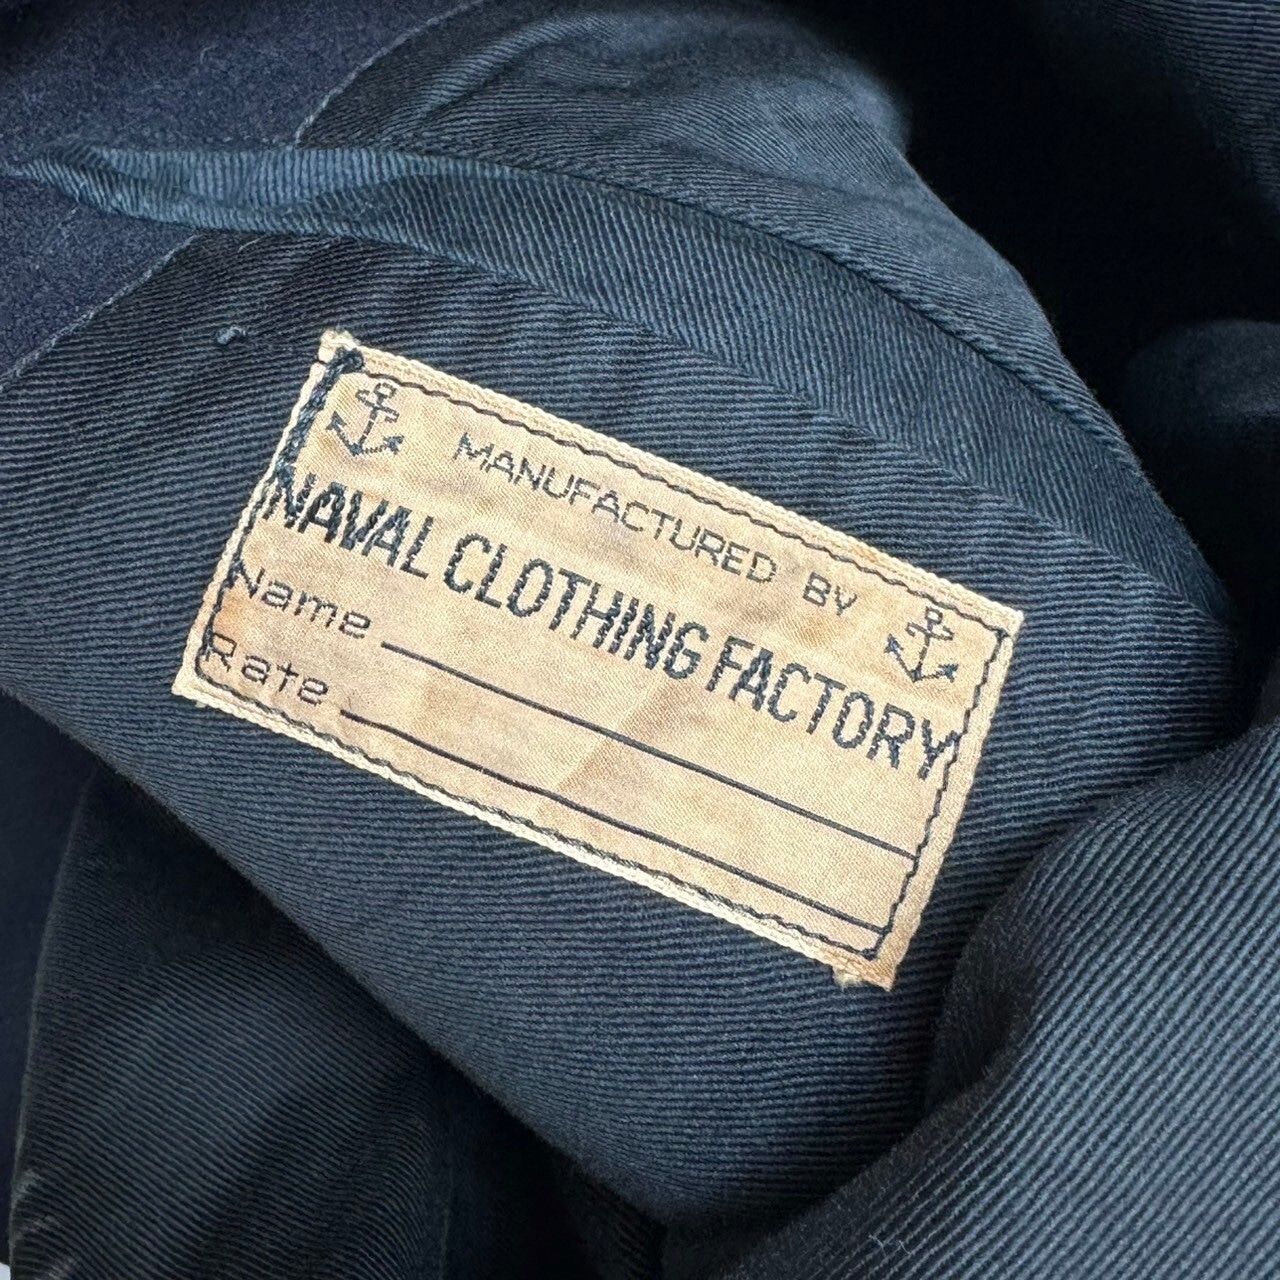 MANUFACTURED BY
NAVAL CLOTHING FACTORY
Name
Rate